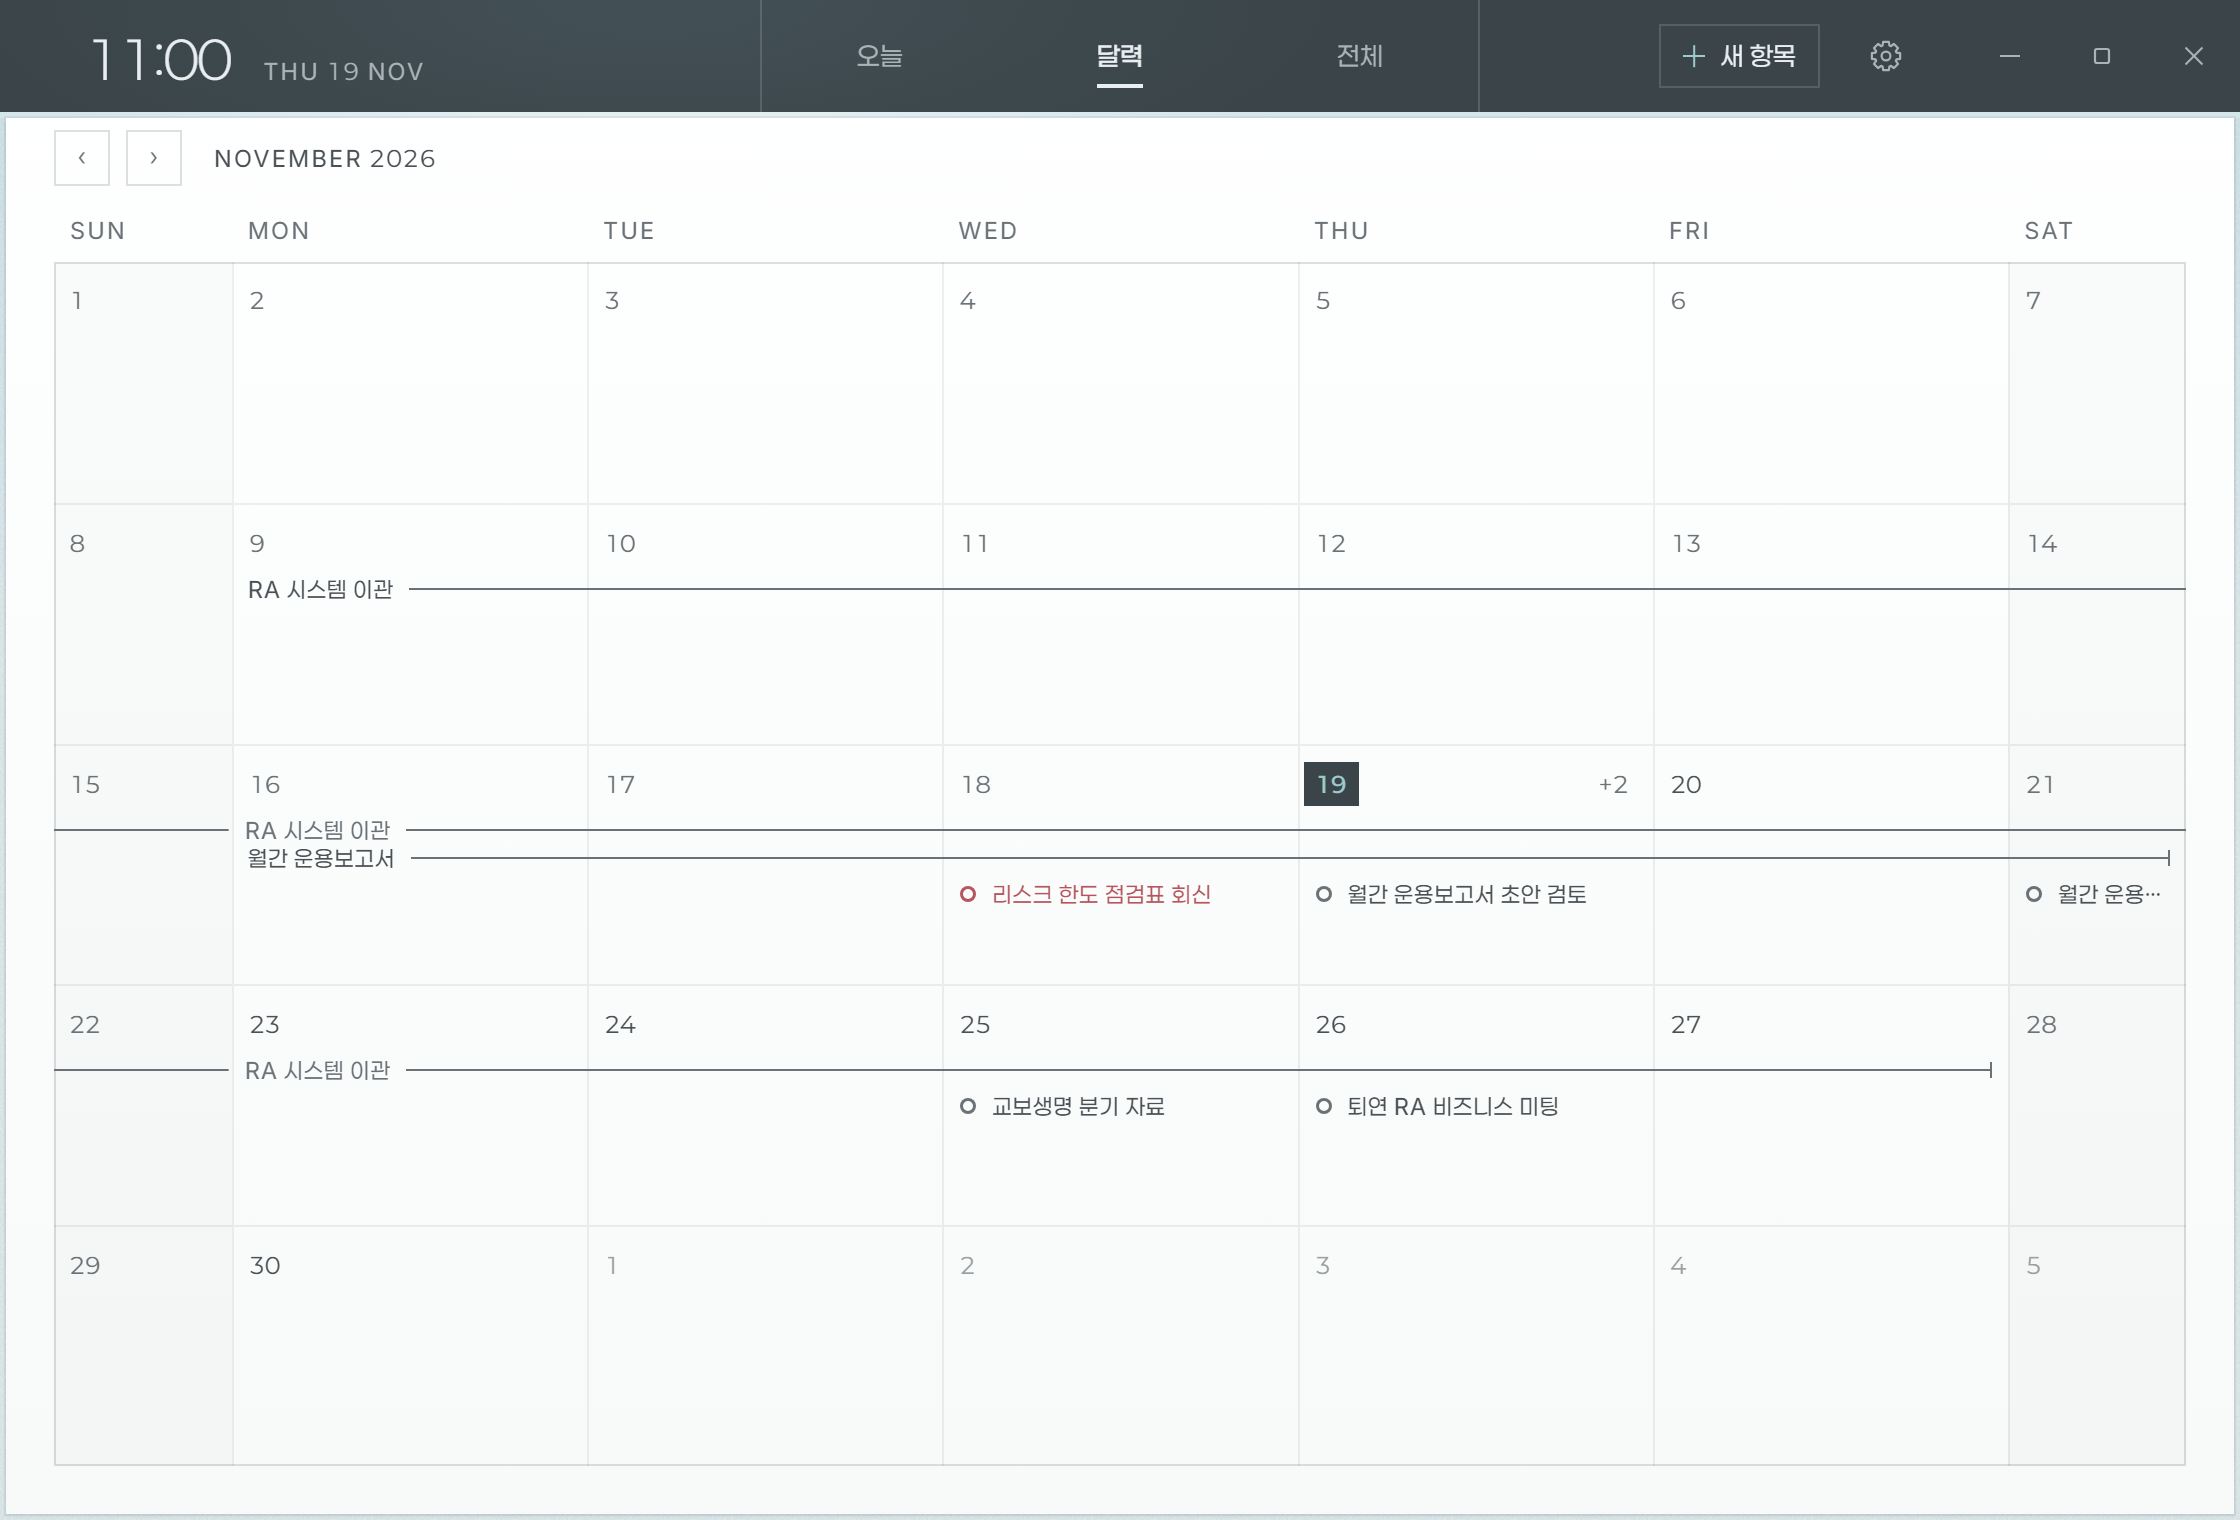 11:00 THU 19 NOV 오늘 달력 전체 + 새 항목
NOVEMBER 2026
SUN MON TUE WED THU FRI SAT
1 2 3 4 5 6 7
8 9 10 11 12 13 14
RA 시스템 이관
15 16 17 18 19 +2 20 21
RA 시스템 이관
월간 운용보고서
리스크 한도 점검표 회신 월간 운용보고서 초안 검토 월간 운용…
22 23 24 25 26 27 28
RA 시스템 이관
교보생명 분기 자료 퇴연 RA 비즈니스 미팅
29 30 1 2 3 4 5